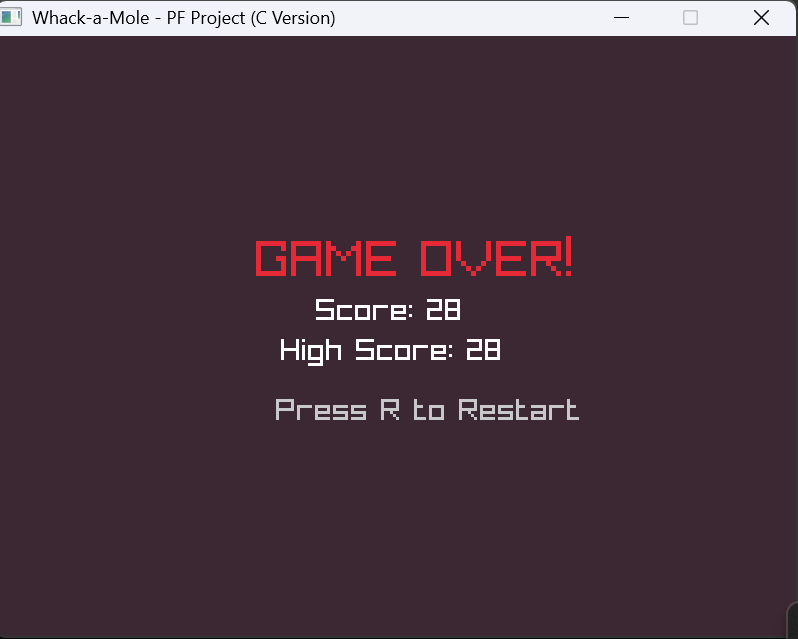 Whack-a-Mole - PF Project (C Version)
GAME OVER!
Score: 28
High Score: 28
Press R to Restart